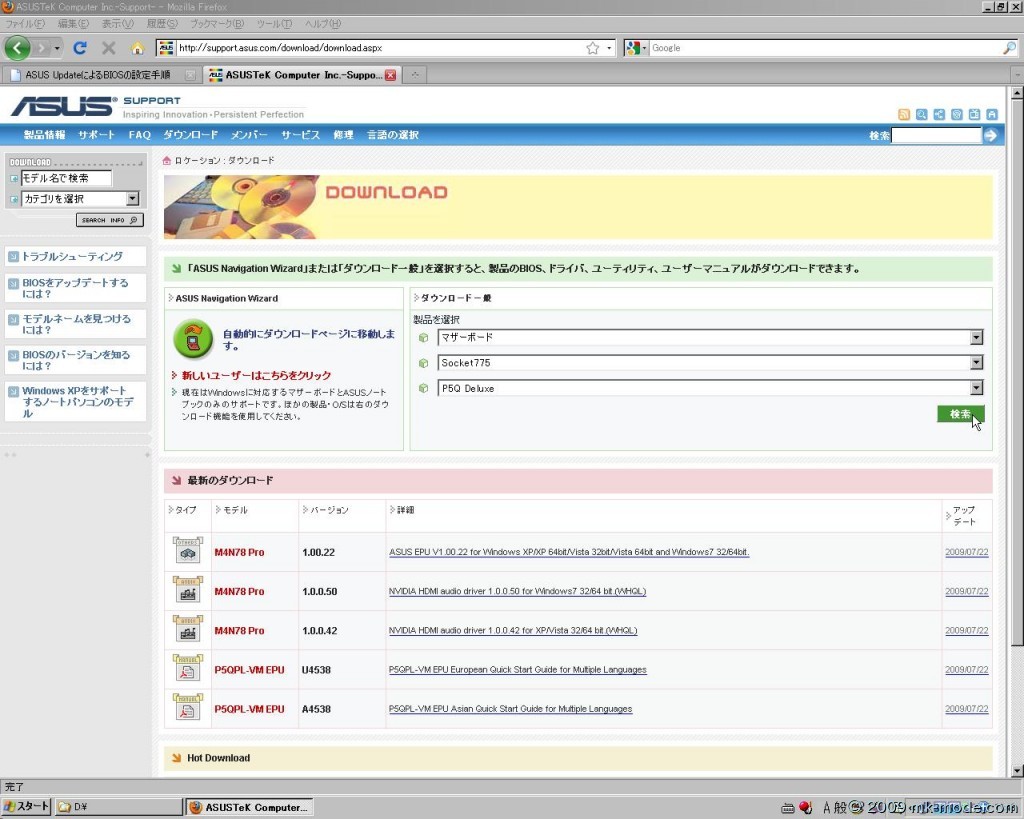 ASUSTeK Computer Inc.-Support- - Mozilla Firefox
ファイル(F) 編集(E) 表示(V) 履歴(S) ブックマーク(B) ツール(T) ヘルプ(H)
http://support.asus.com/download/download.aspx
Google
ASUS UpdateによるBIOSの設定手順
ASUSTeK Computer Inc.-Suppo...
ASUS SUPPORT
Inspiring Innovation・Persistent Perfection
製品情報 サポート FAQ ダウンロード メンバー サービス 修理 言語の選択
検索
DOWNLOAD
モデル名で検索
カテゴリを選択
SEARCH INFO
トラブルシューティング
BIOSをアップデートする
には？
モデルネームを見つける
には？
BIOSのバージョンを知る
には？
Windows XPをサポート
するノートパソコンのモデ
ル
ロケーション : ダウンロード
DOWNLOAD
「ASUS Navigation Wizard」または「ダウンロード一般」を選択すると、製品のBIOS、ドライバ、ユーティリティ、ユーザーマニュアルがダウンロードできます。
ASUS Navigation Wizard
自動的にダウンロードページに移動しま
す。
新しいユーザーはこちらをクリック
現在はWindowsに対応するマザーボードとASUSノート
ブックのみのサポートです。ほかの製品・O/Sは右のダウ
ンロード機能を使用してください。
ダウンロード一般
製品を選択
マザーボード
Socket775
P5Q Deluxe
検索
最新のダウンロード
タイプ モデル バージョン 詳細 アップ
デート
M4N78 Pro 1.00.22 ASUS EPU V1.00.22 for Windows XP/XP 64bit/Vista 32bit/Vista 64bit and Windows7 32/64bit. 2009/07/22
M4N78 Pro 1.0.0.50 NVIDIA HDMI audio driver 1.0.0.50 for Windows7 32/64 bit.(WHQL) 2009/07/22
M4N78 Pro 1.0.0.42 NVIDIA HDMI audio driver 1.0.0.42 for XP/Vista 32/64 bit.(WHQL) 2009/07/22
P5QPL-VM EPU U4538 P5QPL-VM EPU European Quick Start Guide for Multiple Languages 2009/07/22
P5QPL-VM EPU A4538 P5QPL-VM EPU Asian Quick Start Guide for Multiple Languages 2009/07/22
Hot Download
完了
スタート D:¥ ASUSTeK Computer...
A 般 © 2009 mkamodei.com